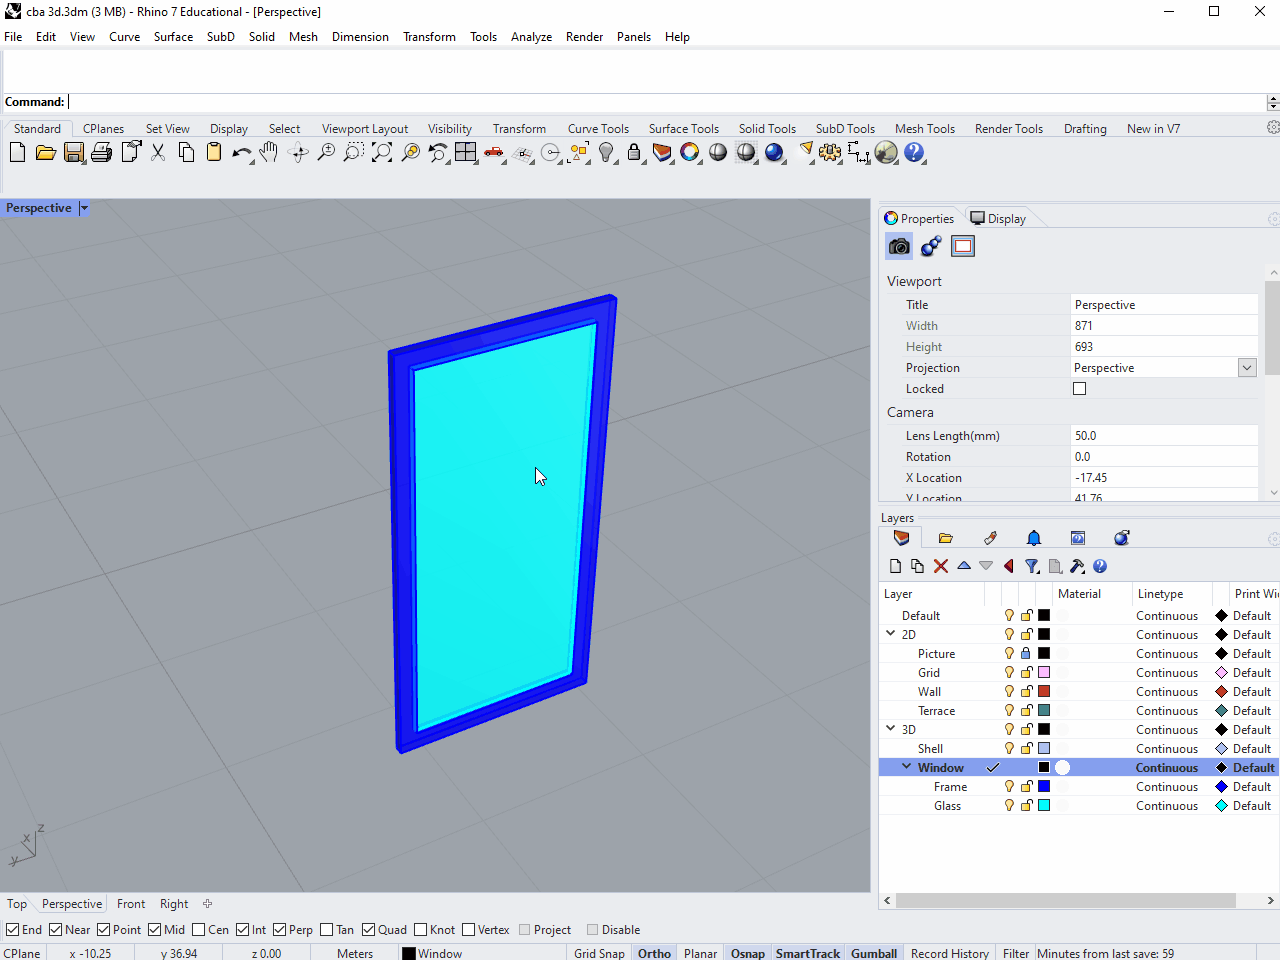 cba 3d.3dm (3 MB) - Rhino 7 Educational - [Perspective]
File Edit View Curve Surface SubD Solid Mesh Dimension Transform Tools Analyze Render Panels Help
Command:
Standard CPlanes Set View Display Select Viewport Layout Visibility Transform Curve Tools Surface Tools Solid Tools SubD Tools Mesh Tools Render Tools Drafting New in V7
Perspective
Properties Display
Viewport
Title Perspective
Width 871
Height 693
Projection Perspective
Locked
Camera
Lens Length(mm) 50.0
Rotation 0.0
X Location -17.45
Y Location 41.76
Layers
Layer Material Linetype Print Wi
Default Continuous Default
2D Continuous Default
Picture Continuous Default
Grid Continuous Default
Wall Continuous Default
Terrace Continuous Default
3D Continuous Default
Shell Continuous Default
Window Continuous Default
Frame Continuous Default
Glass Continuous Default
z
x
y
Top Perspective Front Right
End Near Point Mid Cen Int Perp Tan Quad Knot Vertex Project Disable
CPlane x -10.25 y 36.94 z 0.00 Meters Window Grid Snap Ortho Planar Osnap SmartTrack Gumball Record History Filter Minutes from last save: 59